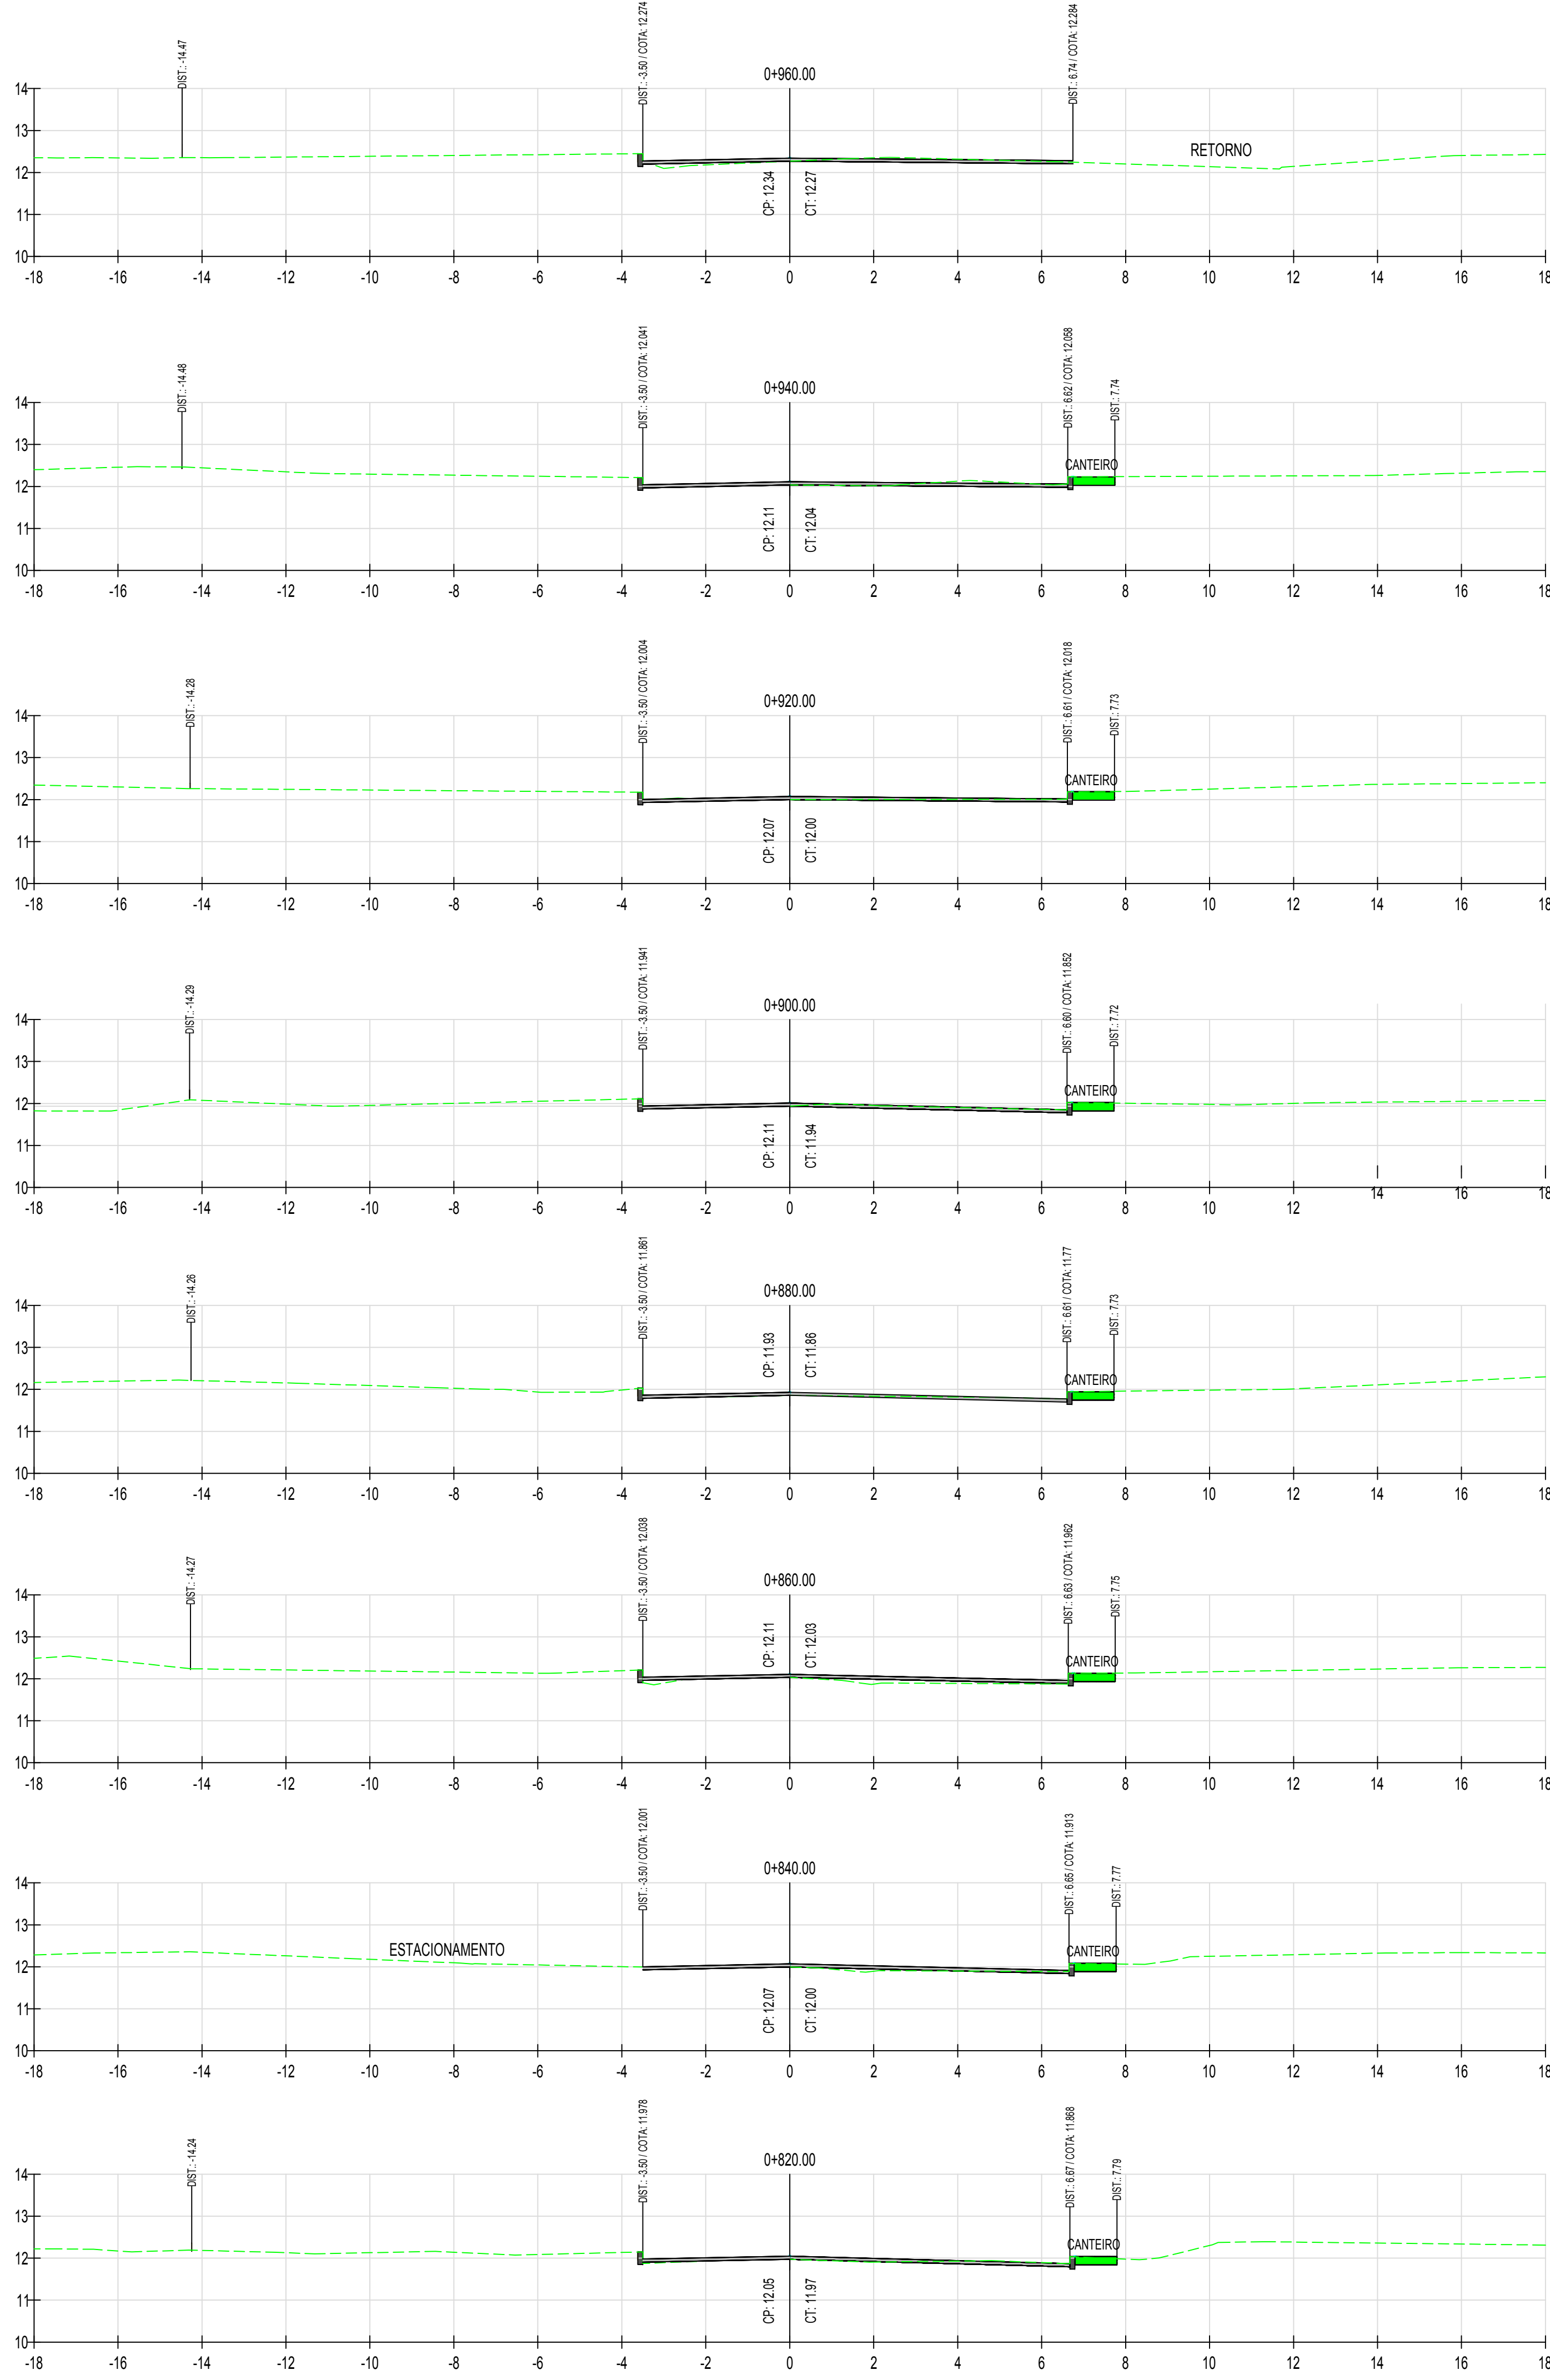 DIST.: -14.47
DIST.: -3.50 / COTA: 12.274
0+960.00
DIST.: 6.74 / COTA: 12.284
14
13
12
11
10
RETORNO
CP: 12.34
CT: 12.27
-18 -16 -14 -12 -10 -8 -6 -4 -2 0 2 4 6 8 10 12 14 16 18
DIST.: -14.48
DIST.: -3.50 / COTA: 12.041
0+940.00
DIST.: 6.62 / COTA: 12.058
DIST.: 7.74
14
13
12
11
10
CANTEIRO
CP: 12.11
CT: 12.04
-18 -16 -14 -12 -10 -8 -6 -4 -2 0 2 4 6 8 10 12 14 16 18
DIST.: -14.28
DIST.: -3.50 / COTA: 12.004
0+920.00
DIST.: 6.61 / COTA: 12.018
DIST.: 7.73
14
13
12
11
10
CANTEIRO
CP: 12.07
CT: 12.00
-18 -16 -14 -12 -10 -8 -6 -4 -2 0 2 4 6 8 10 12 14 16 18
DIST.: -14.29
DIST.: -3.50 / COTA: 11.941
0+900.00
DIST.: 6.60 / COTA: 11.852
DIST.: 7.72
14
13
12
11
10
CANTEIRO
CP: 12.11
CT: 11.94
-18 -16 -14 -12 -10 -8 -6 -4 -2 0 2 4 6 8 10 12 14 16 18
DIST.: -14.26
DIST.: -3.50 / COTA: 11.861
0+880.00
DIST.: 6.61 / COTA: 11.77
DIST.: 7.73
14
13
12
11
10
CP: 11.93
CT: 11.86
CANTEIRO
-18 -16 -14 -12 -10 -8 -6 -4 -2 0 2 4 6 8 10 12 14 16 18
DIST.: -14.27
DIST.: -3.50 / COTA: 12.038
0+860.00
DIST.: 6.63 / COTA: 11.962
DIST.: 7.75
14
13
12
11
10
CP: 12.11
CT: 12.03
CANTEIRO
-18 -16 -14 -12 -10 -8 -6 -4 -2 0 2 4 6 8 10 12 14 16 18
DIST.: -3.50 / COTA: 12.001
0+840.00
DIST.: 6.65 / COTA: 11.913
DIST.: 7.77
14
13
12
11
10
ESTACIONAMENTO
CANTEIRO
CP: 12.07
CT: 12.00
-18 -16 -14 -12 -10 -8 -6 -4 -2 0 2 4 6 8 10 12 14 16 18
DIST.: -14.24
DIST.: -3.50 / COTA: 11.978
0+820.00
DIST.: 6.67 / COTA: 11.868
DIST.: 7.79
14
13
12
11
10
CANTEIRO
CP: 12.05
CT: 11.97
-18 -16 -14 -12 -10 -8 -6 -4 -2 0 2 4 6 8 10 12 14 16 18